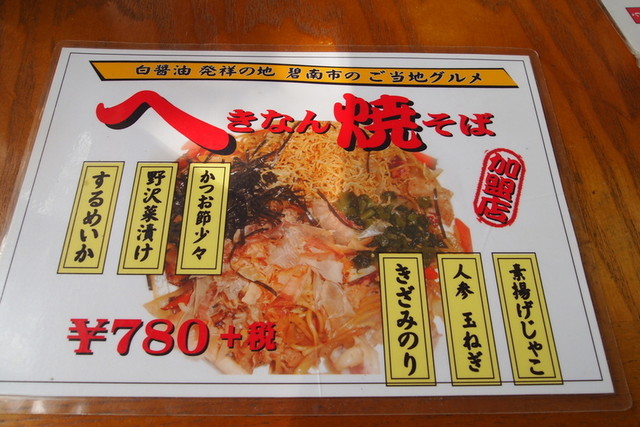 白醤油 発祥の地 碧南市の ご当地グルメ
へきなん焼そば
加盟店
かつお節少々
野沢菜漬け
するめいか
素揚げじゃこ
人参 玉ねぎ
きざみのり
¥780+税